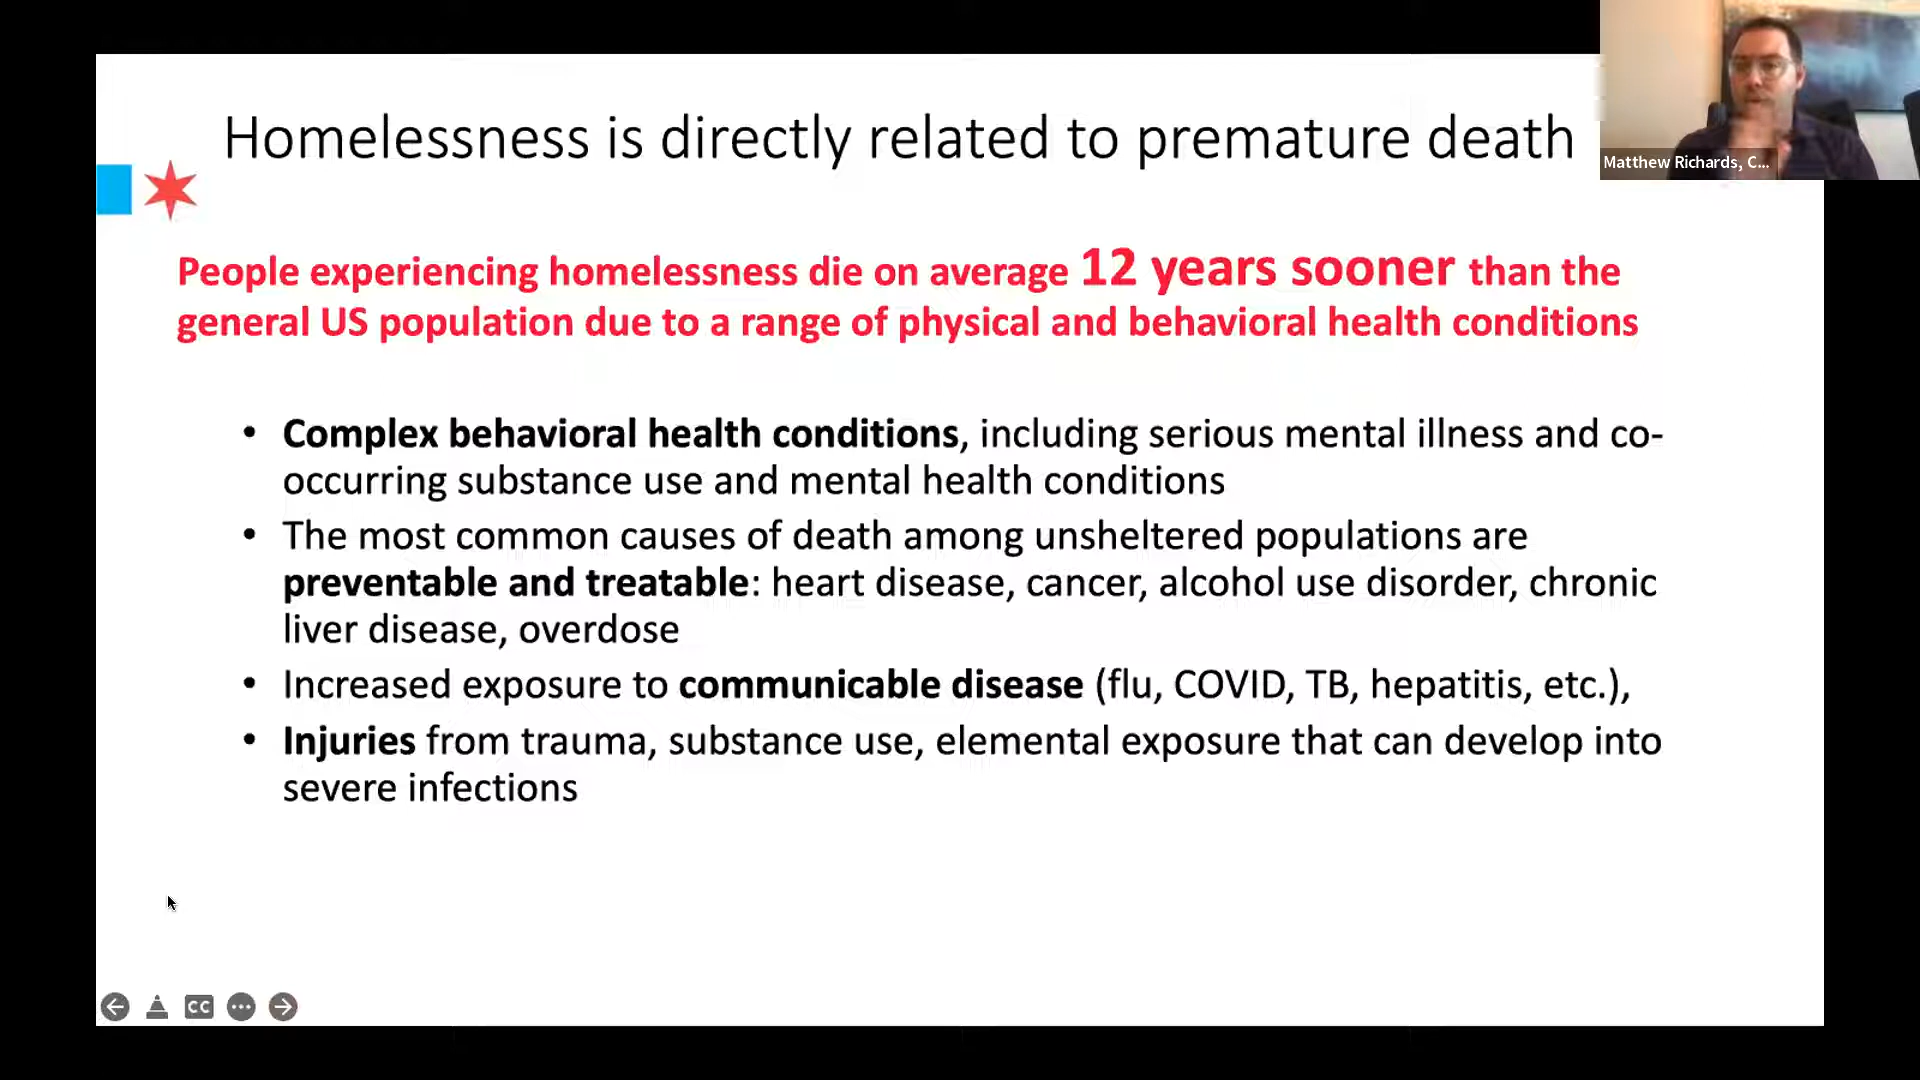 Homelessness is directly related to premature death
Matthew Richards, C...
People experiencing homelessness die on average 12 years sooner than the
general US population due to a range of physical and behavioral health conditions
• Complex behavioral health conditions, including serious mental illness and co-
occurring substance use and mental health conditions
• The most common causes of death among unsheltered populations are
preventable and treatable: heart disease, cancer, alcohol use disorder, chronic
liver disease, overdose
• Increased exposure to communicable disease (flu, COVID, TB, hepatitis, etc.),
• Injuries from trauma, substance use, elemental exposure that can develop into
severe infections
CC